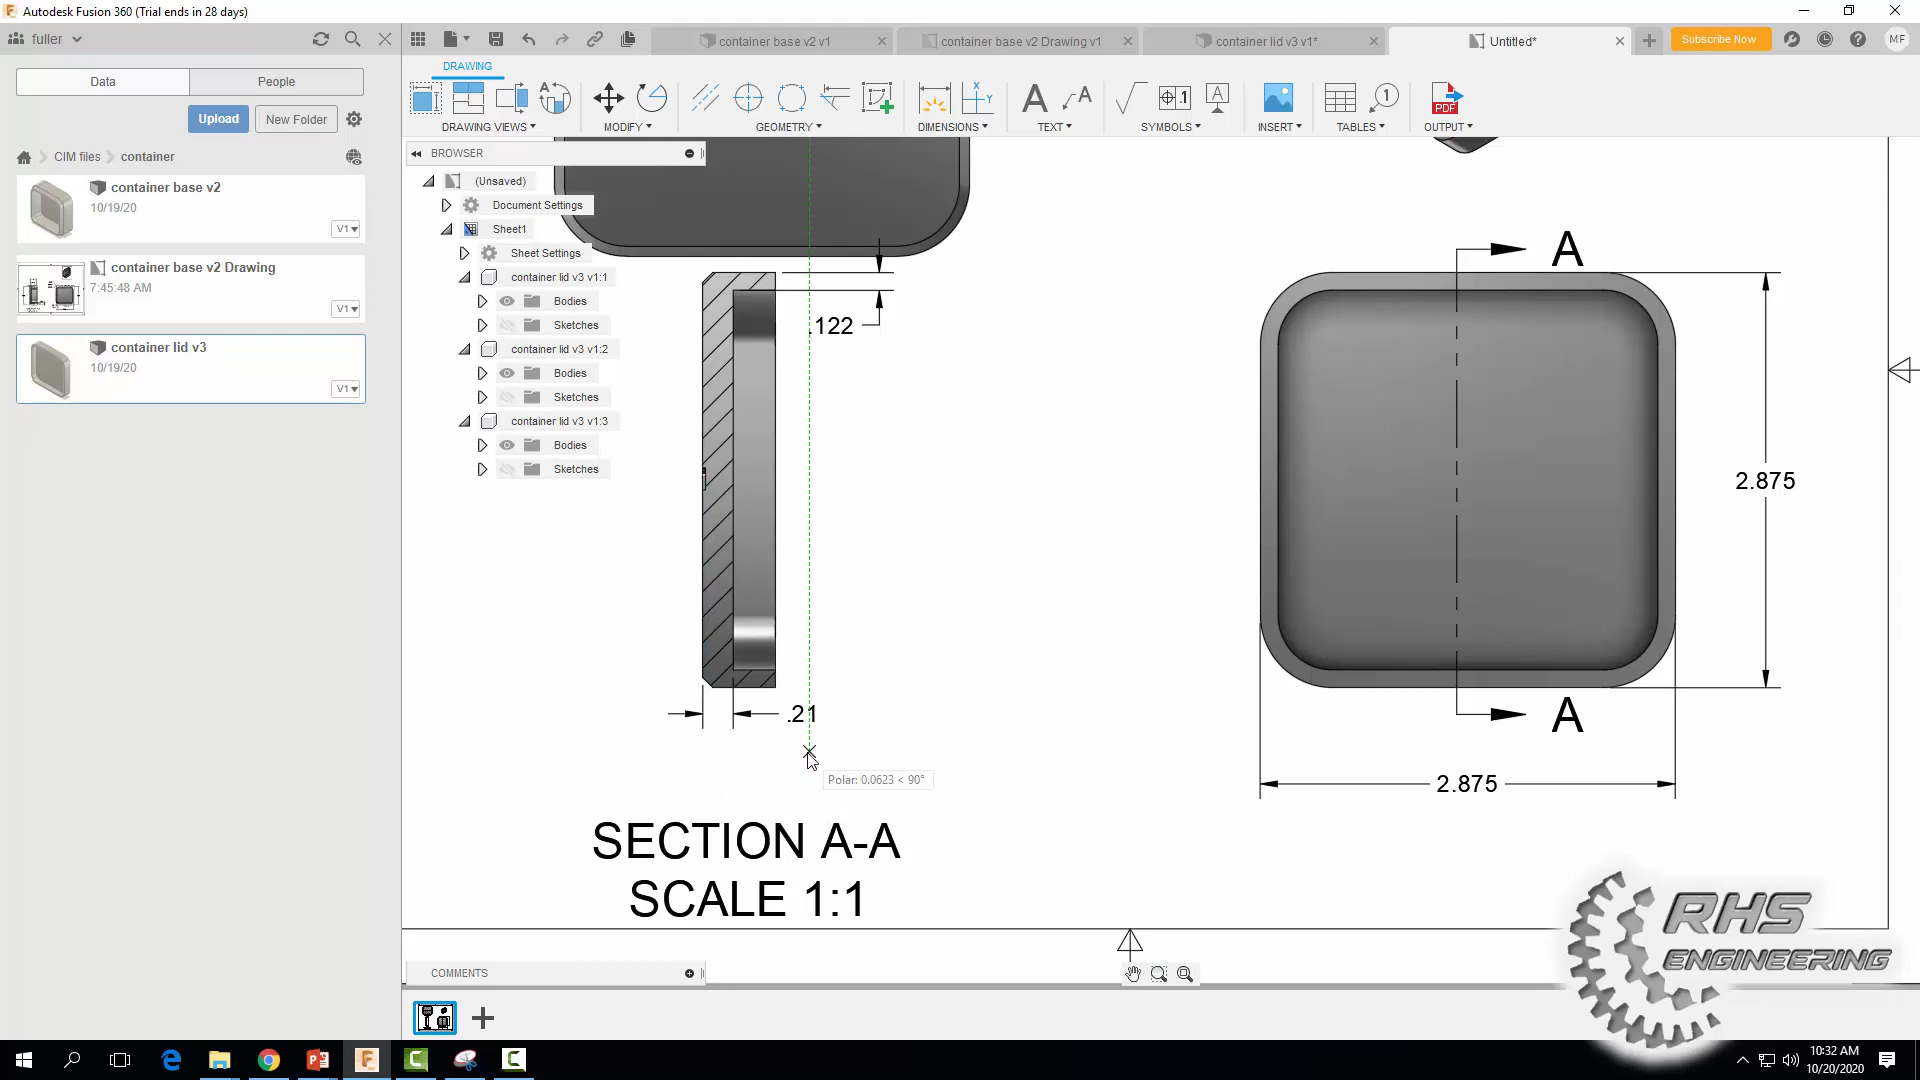 Autodesk Fusion 360 (Trial ends in 28 days)
fuller
container base v2 v1
container base v2 Drawing v1
container lid v3 v1*
Untitled*
Subscribe Now
MF
Data
People
DRAWING
Upload
New Folder
DRAWING VIEWS
MODIFY
GEOMETRY
DIMENSIONS
TEXT
SYMBOLS
INSERT
TABLES
PDF
OUTPUT
CIM files
container
container base v2
10/19/20
V1
container base v2 Drawing
7:45:48 AM
V1
container lid v3
10/19/20
V1
BROWSER
(Unsaved)
Document Settings
Sheet1
Sheet Settings
container lid v3 v1:1
Bodies
Sketches
container lid v3 v1:2
Bodies
Sketches
container lid v3 v1:3
Bodies
Sketches
.122
.21
Polar: 0.0623 < 90°
A
2.875
A
2.875
SECTION A-A
SCALE 1:1
COMMENTS
RHS
ENGINEERING
10:32 AM
10/20/2020